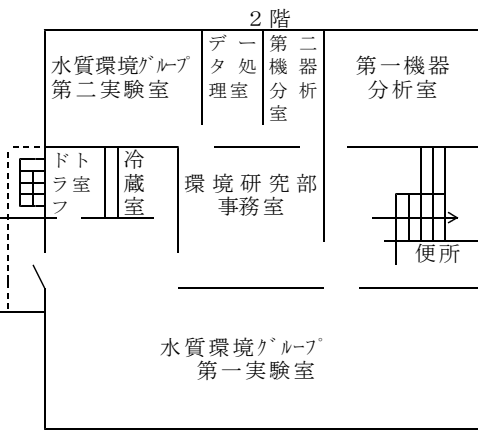 ２階
水質環境ｸﾞﾙｰﾌﾟ
第二実験室
データ処理室
第二機器分析室
第一機器
分析室
ドラフト室
冷蔵室
環境研究部
事務室
便所
水質環境ｸﾞﾙｰﾌﾟ
第一実験室